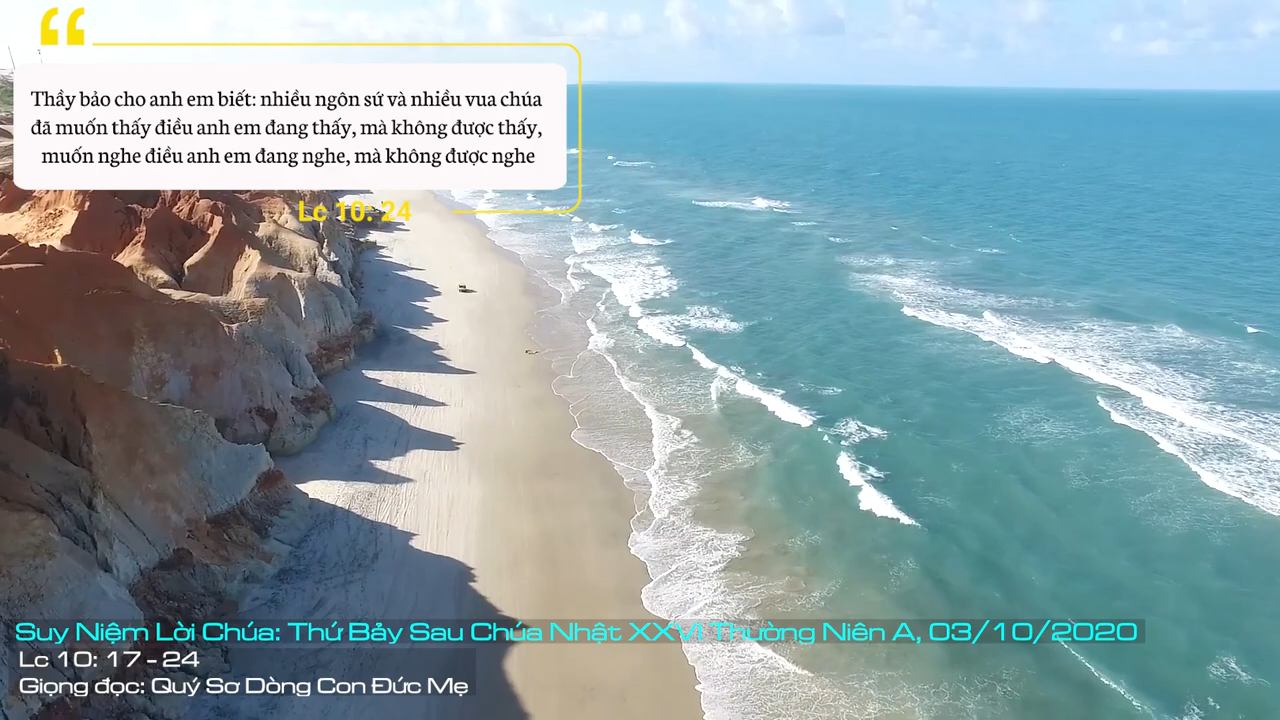 Thầy bảo cho anh em biết: nhiều ngôn sứ và nhiều vua chúa
đã muốn thấy điều anh em đang thấy, mà không được thấy,
muốn nghe điều anh em đang nghe, mà không được nghe
Lc 10: 24
Suy Niệm Lời Chúa: Thứ Bảy Sau Chúa Nhật XXVI Thường Niên A, 03/10/2020
Lc 10: 17 - 24
Giọng đọc: Quý Sơ Dòng Con Đức Mẹ